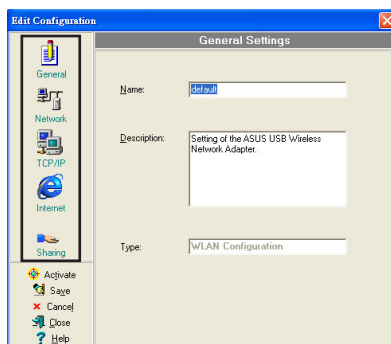 Edit Configuration
General Settings
General
Network
TCP/IP
Internet
Sharing
Activate
Save
Cancel
Close
Help
Name:
default
Description:
Setting of the ASUS USB Wireless
Network Adapter.
Type:
WLAN Configuration